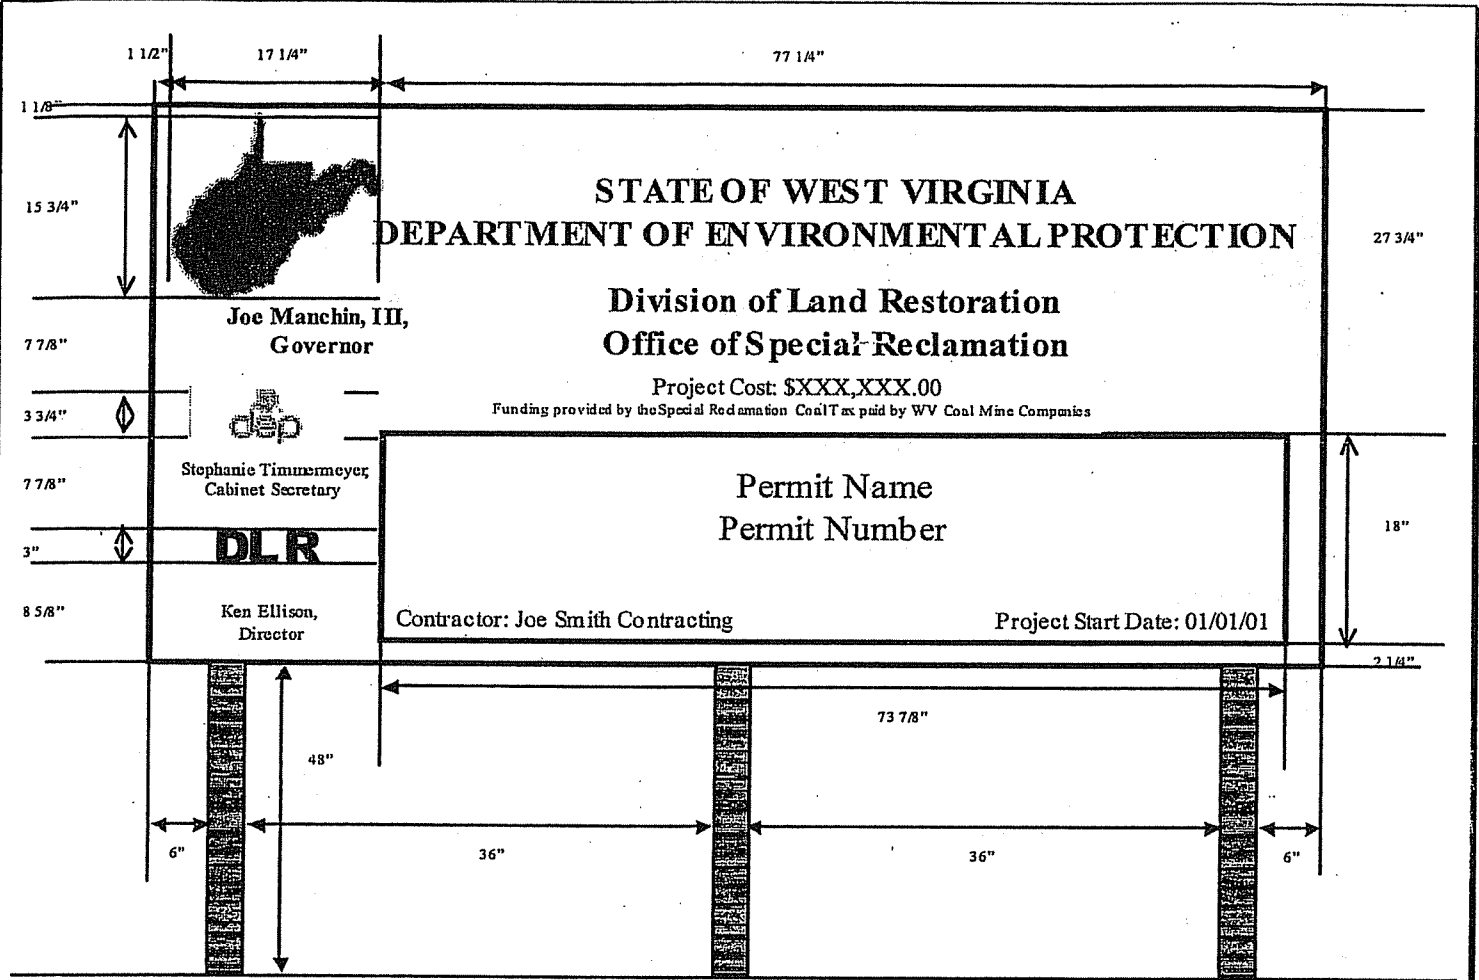 1 1/2"
17 1/4"
77 1/4"
1 1/8"
15 3/4"
STATE OF WEST VIRGINIA
DEPARTMENT OF ENVIRONMENTAL PROTECTION
27 3/4"
Division of Land Restoration
Office of Special Reclamation
Joe Manchin, III,
Governor
7 7/8"
Project Cost: $XXX,XXX.00
Funding provided by the Special Reclamation Coal Tax paid by WV Coal Mine Companies
3 3/4"
dep
Stephanie Timmermeyer,
Cabinet Secretary
7 7/8"
Permit Name
Permit Number
18"
3"
DLR
8 5/8"
Ken Ellison,
Director
Contractor: Joe Smith Contracting
Project Start Date: 01/01/01
2 1/4"
73 7/8"
48"
6"
36"
36"
6"